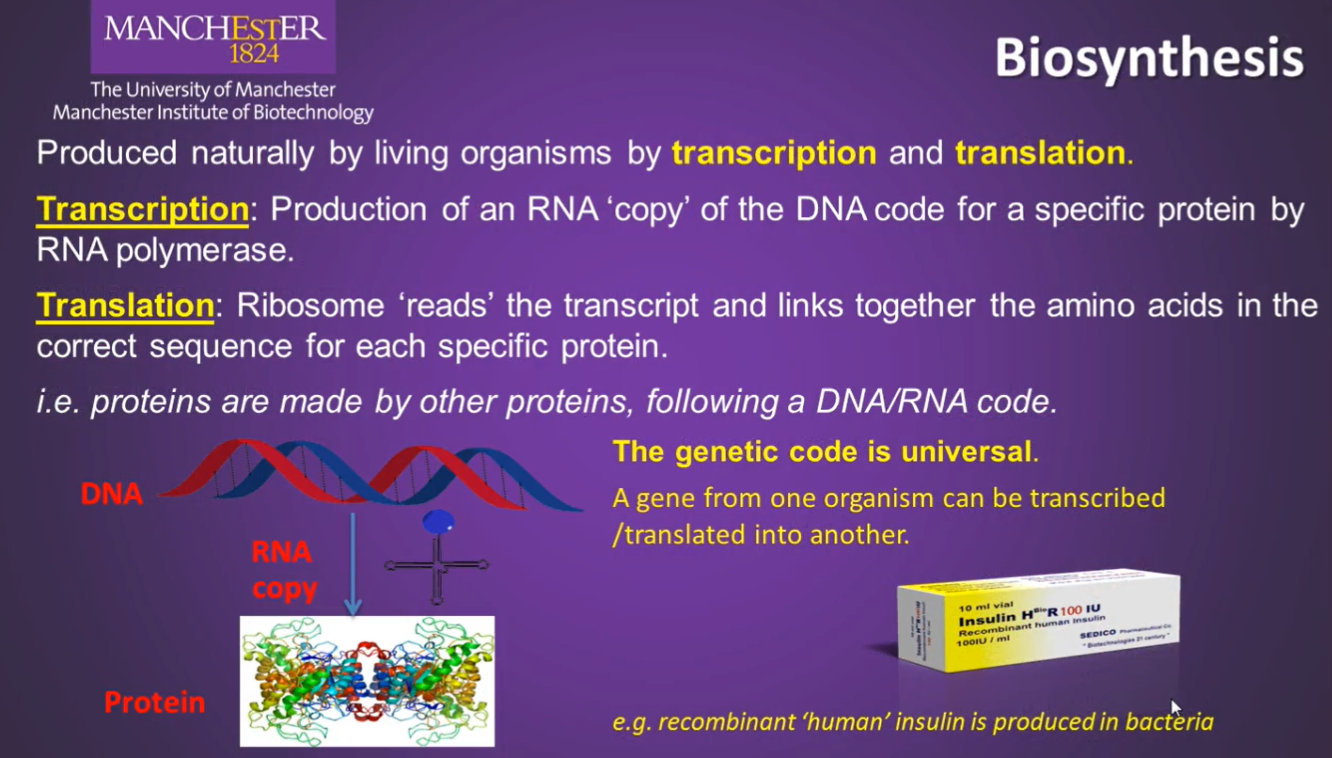 MANCHESTER
1824
The University of Manchester
Manchester Institute of Biotechnology
Biosynthesis
Produced naturally by living organisms by transcription and translation.
Transcription: Production of an RNA ‘copy’ of the DNA code for a specific protein by
RNA polymerase.
Translation: Ribosome ‘reads’ the transcript and links together the amino acids in the
correct sequence for each specific protein.
i.e. proteins are made by other proteins, following a DNA/RNA code.
DNA
RNA
copy
Protein
The genetic code is universal.
A gene from one organism can be transcribed
/translated into another.
10 ml vial
Insulin H BioR 100 IU
Recombinant human Insulin
100IU / ml
SEDICO Pharmaceutical Co.
" Biotechnologies 21 century "
e.g. recombinant ‘human’ insulin is produced in bacteria